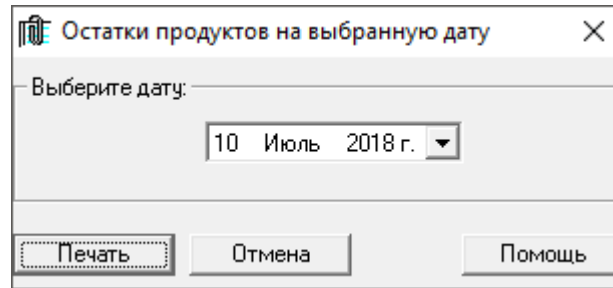 Остатки продуктов на выбранную дату
Выберите дату:
10 Июль 2018 г.
Печать Отмена Помощь